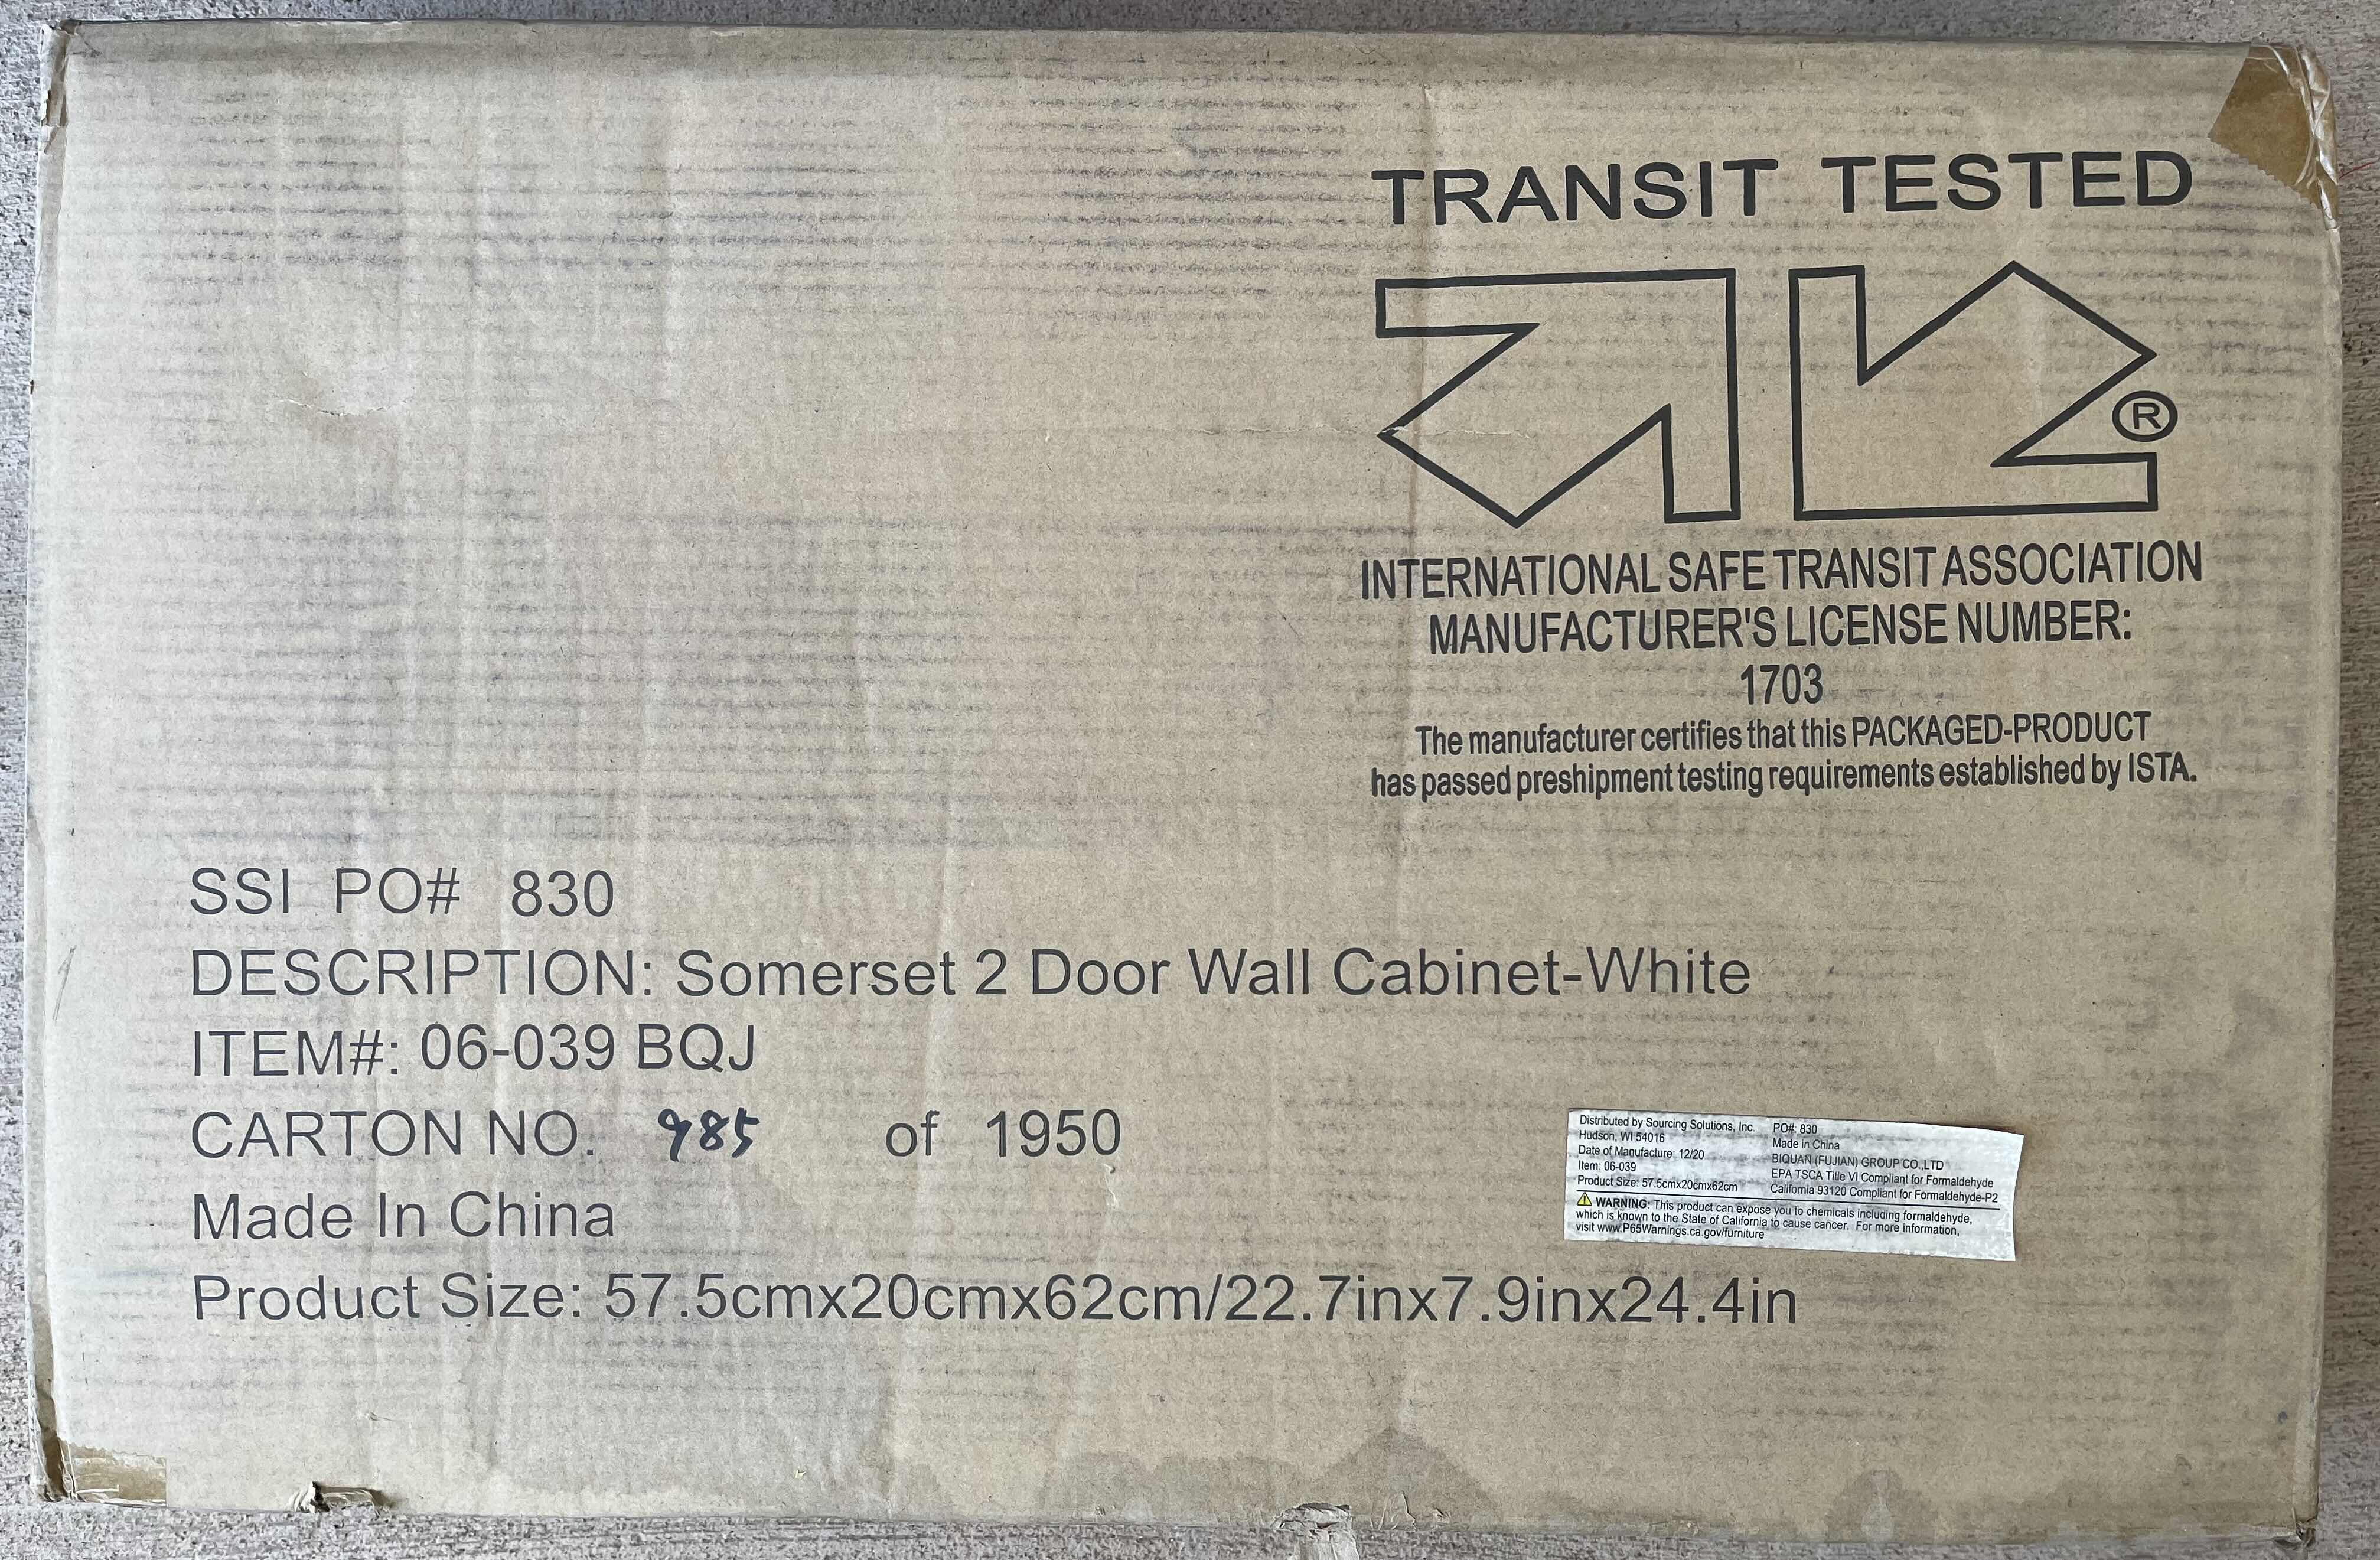 TRANSIT TESTED
®
INTERNATIONAL SAFE TRANSIT ASSOCIATION
MANUFACTURER'S LICENSE NUMBER:
1703
The manufacturer certifies that this PACKAGED-PRODUCT
has passed preshipment testing requirements established by ISTA.
SSI PO# 830
DESCRIPTION: Somerset 2 Door Wall Cabinet-White
ITEM#: 06-039 BQJ
CARTON NO. 985 of 1950
Made In China
Product Size: 57.5cmx20cmx62cm/22.7inx7.9inx24.4in
Distributed by Sourcing Solutions, Inc.
Hudson, WI 54016
Date of Manufacture: 12/20
Item: 06-039
Product Size: 57.5cmx20cmx62cm
PO#: 830
Made in China
BIQUAN (FUJIAN) GROUP CO.,LTD
EPA TSCA Title VI Compliant for Formaldehyde
California 93120 Compliant for Formaldehyde-P2
WARNING: This product can expose you to chemicals including formaldehyde,
which is known to the State of California to cause cancer. For more information,
visit www.P65Warnings.ca.gov/furniture